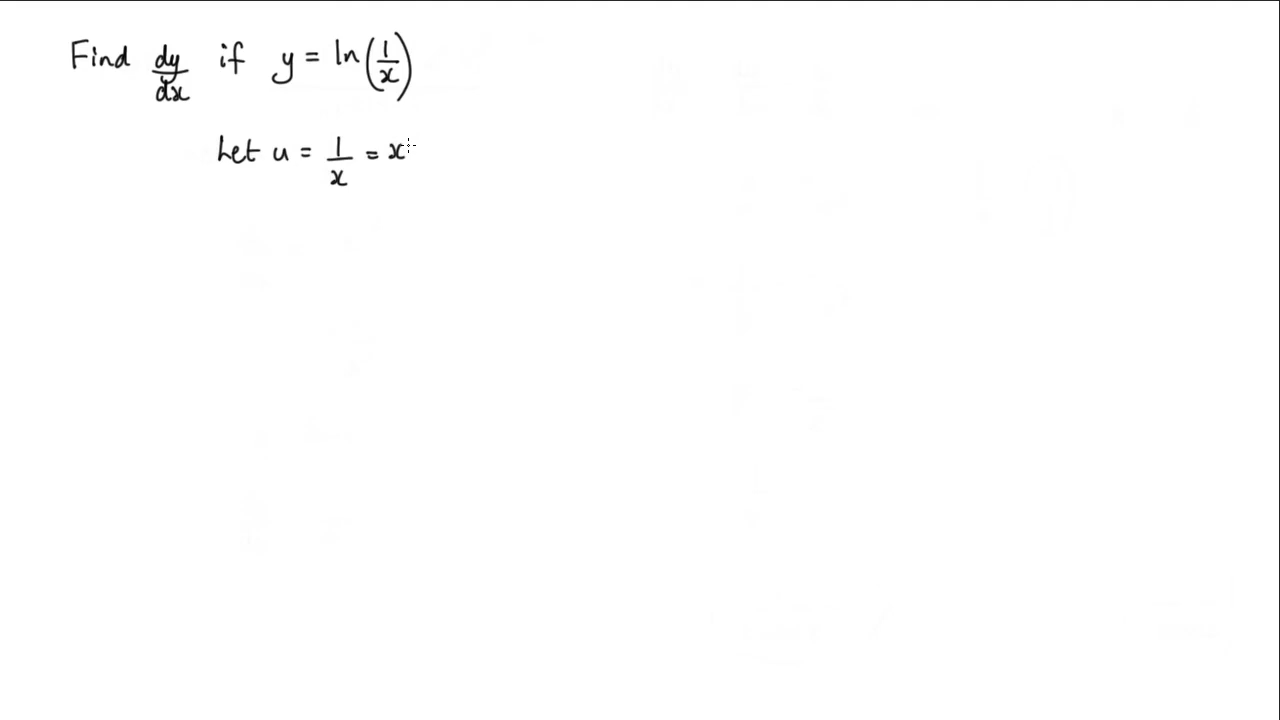 Find dy/dx if y = ln(1/x)
Let u = 1/x = x